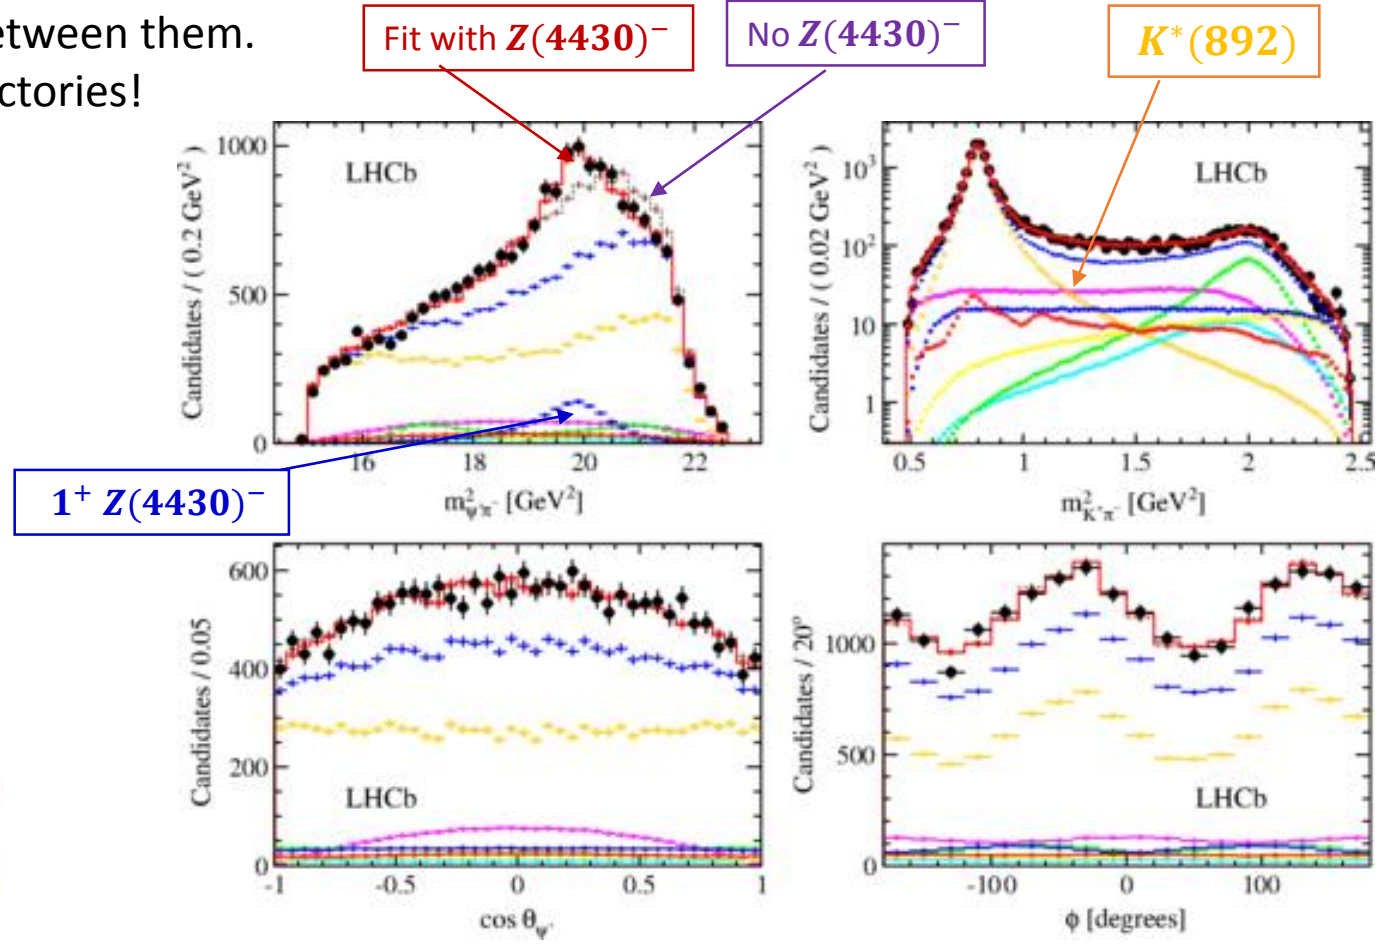 etween them.
ctories!
Fit with Z(4430)⁻
No Z(4430)⁻
K*(892)
1⁺ Z(4430)⁻
LHCb
Candidates / ( 0.2 GeV² )
1000
500
0
16 18 20 22
m²ψ'π⁻ [GeV²]
LHCb
Candidates / ( 0.02 GeV² )
10³
10²
10
1
0.5 1 1.5 2 2.5
m²K⁺π⁻ [GeV²]
LHCb
Candidates / 0.05
600
400
200
0
-1 -0.5 0 0.5 1
cos θψ'
LHCb
Candidates / 20°
1000
500
0
-100 0 100
ϕ [degrees]